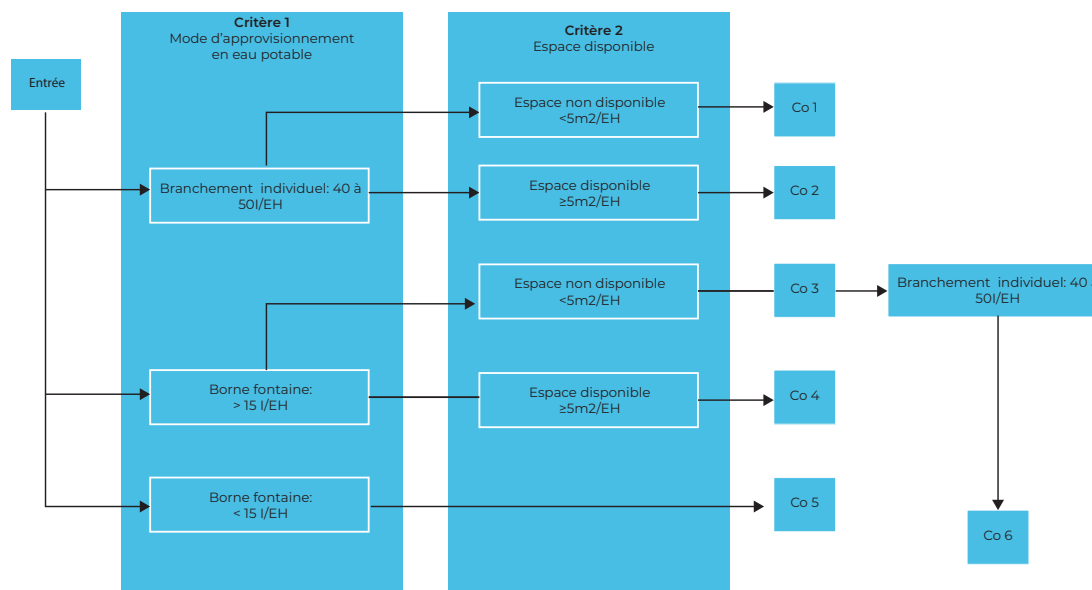 Critère 1
Mode d'approvisionnement
en eau potable
Critère 2
Espace disponible
Entrée
Espace non disponible
<5m2/EH
Co 1
Branchement individuel: 40 à
50l/EH
Espace disponible
≥5m2/EH
Co 2
Espace non disponible
<5m2/EH
Co 3
Branchement individuel: 40
50l/EH
Borne fontaine:
> 15 l/EH
Espace disponible
≥5m2/EH
Co 4
Borne fontaine:
< 15 l/EH
Co 5
Co 6